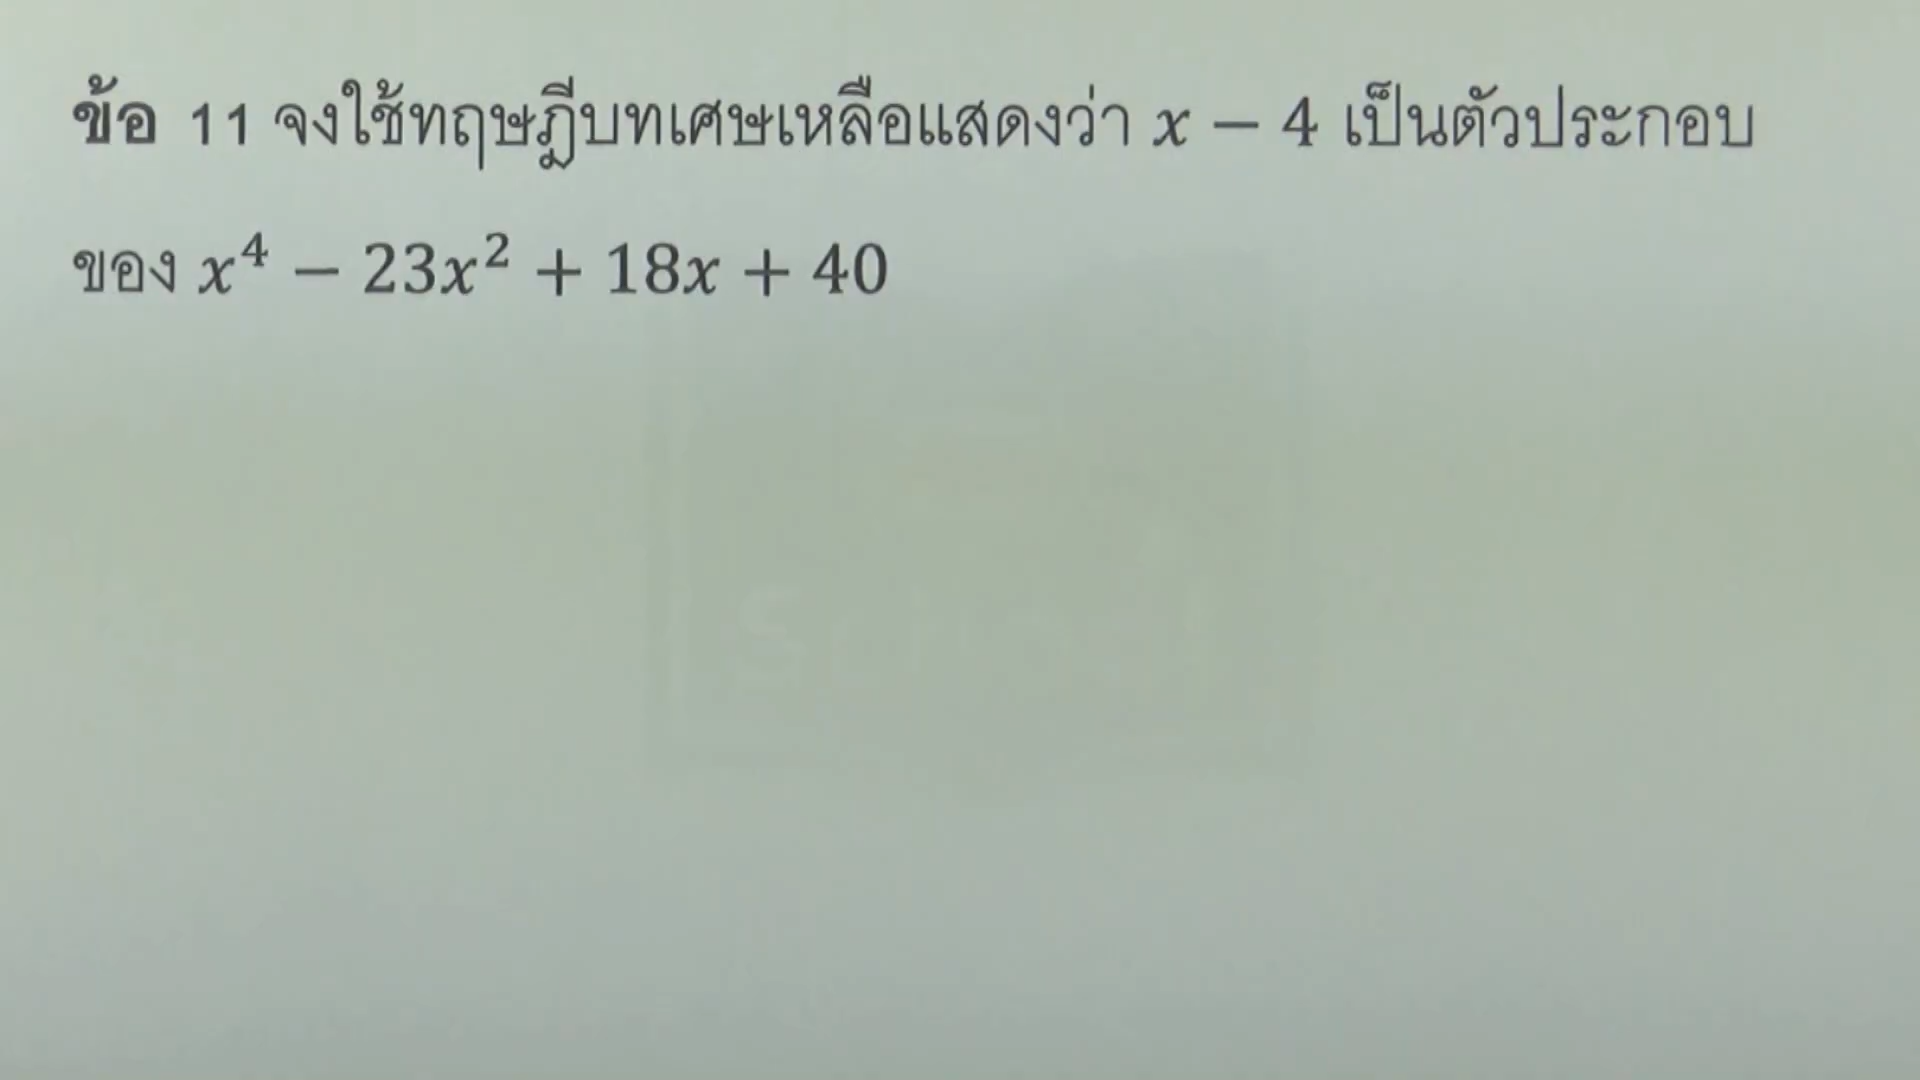 ข้อ 11 จงใช้ทฤษฎีบทเศษเหลือแสดงว่า x − 4 เป็นตัวประกอบ
ของ x⁴ − 23x² + 18x + 40